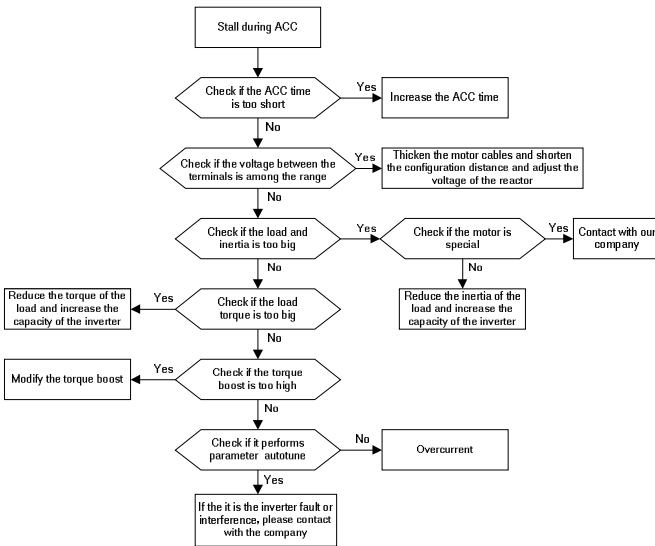 Stall during ACC
Check if the ACC time
is too short
Yes
Increase the ACC time
No
Check if the voltage between the
terminals is among the range
Yes
Thicken the motor cables and shorten
the configuration distance and adjust the
voltage of the reactor
No
Check if the load and
inertia is too big
Yes
Check if the motor is
special
Yes
Contact with our
company
No
No
Reduce the torque of the
load and increase the
capacity of the inverter
Yes
Check if the load
torque is too big
Reduce the inertia of the
load and increase the
capacity of the inverter
No
Modify the torque boost
Yes
Check if the torque
boost is too high
No
Check if it performs
parameter autotune
No
Overcurrent
Yes
If the it is the inverter fault or
interference, please contact
with the company